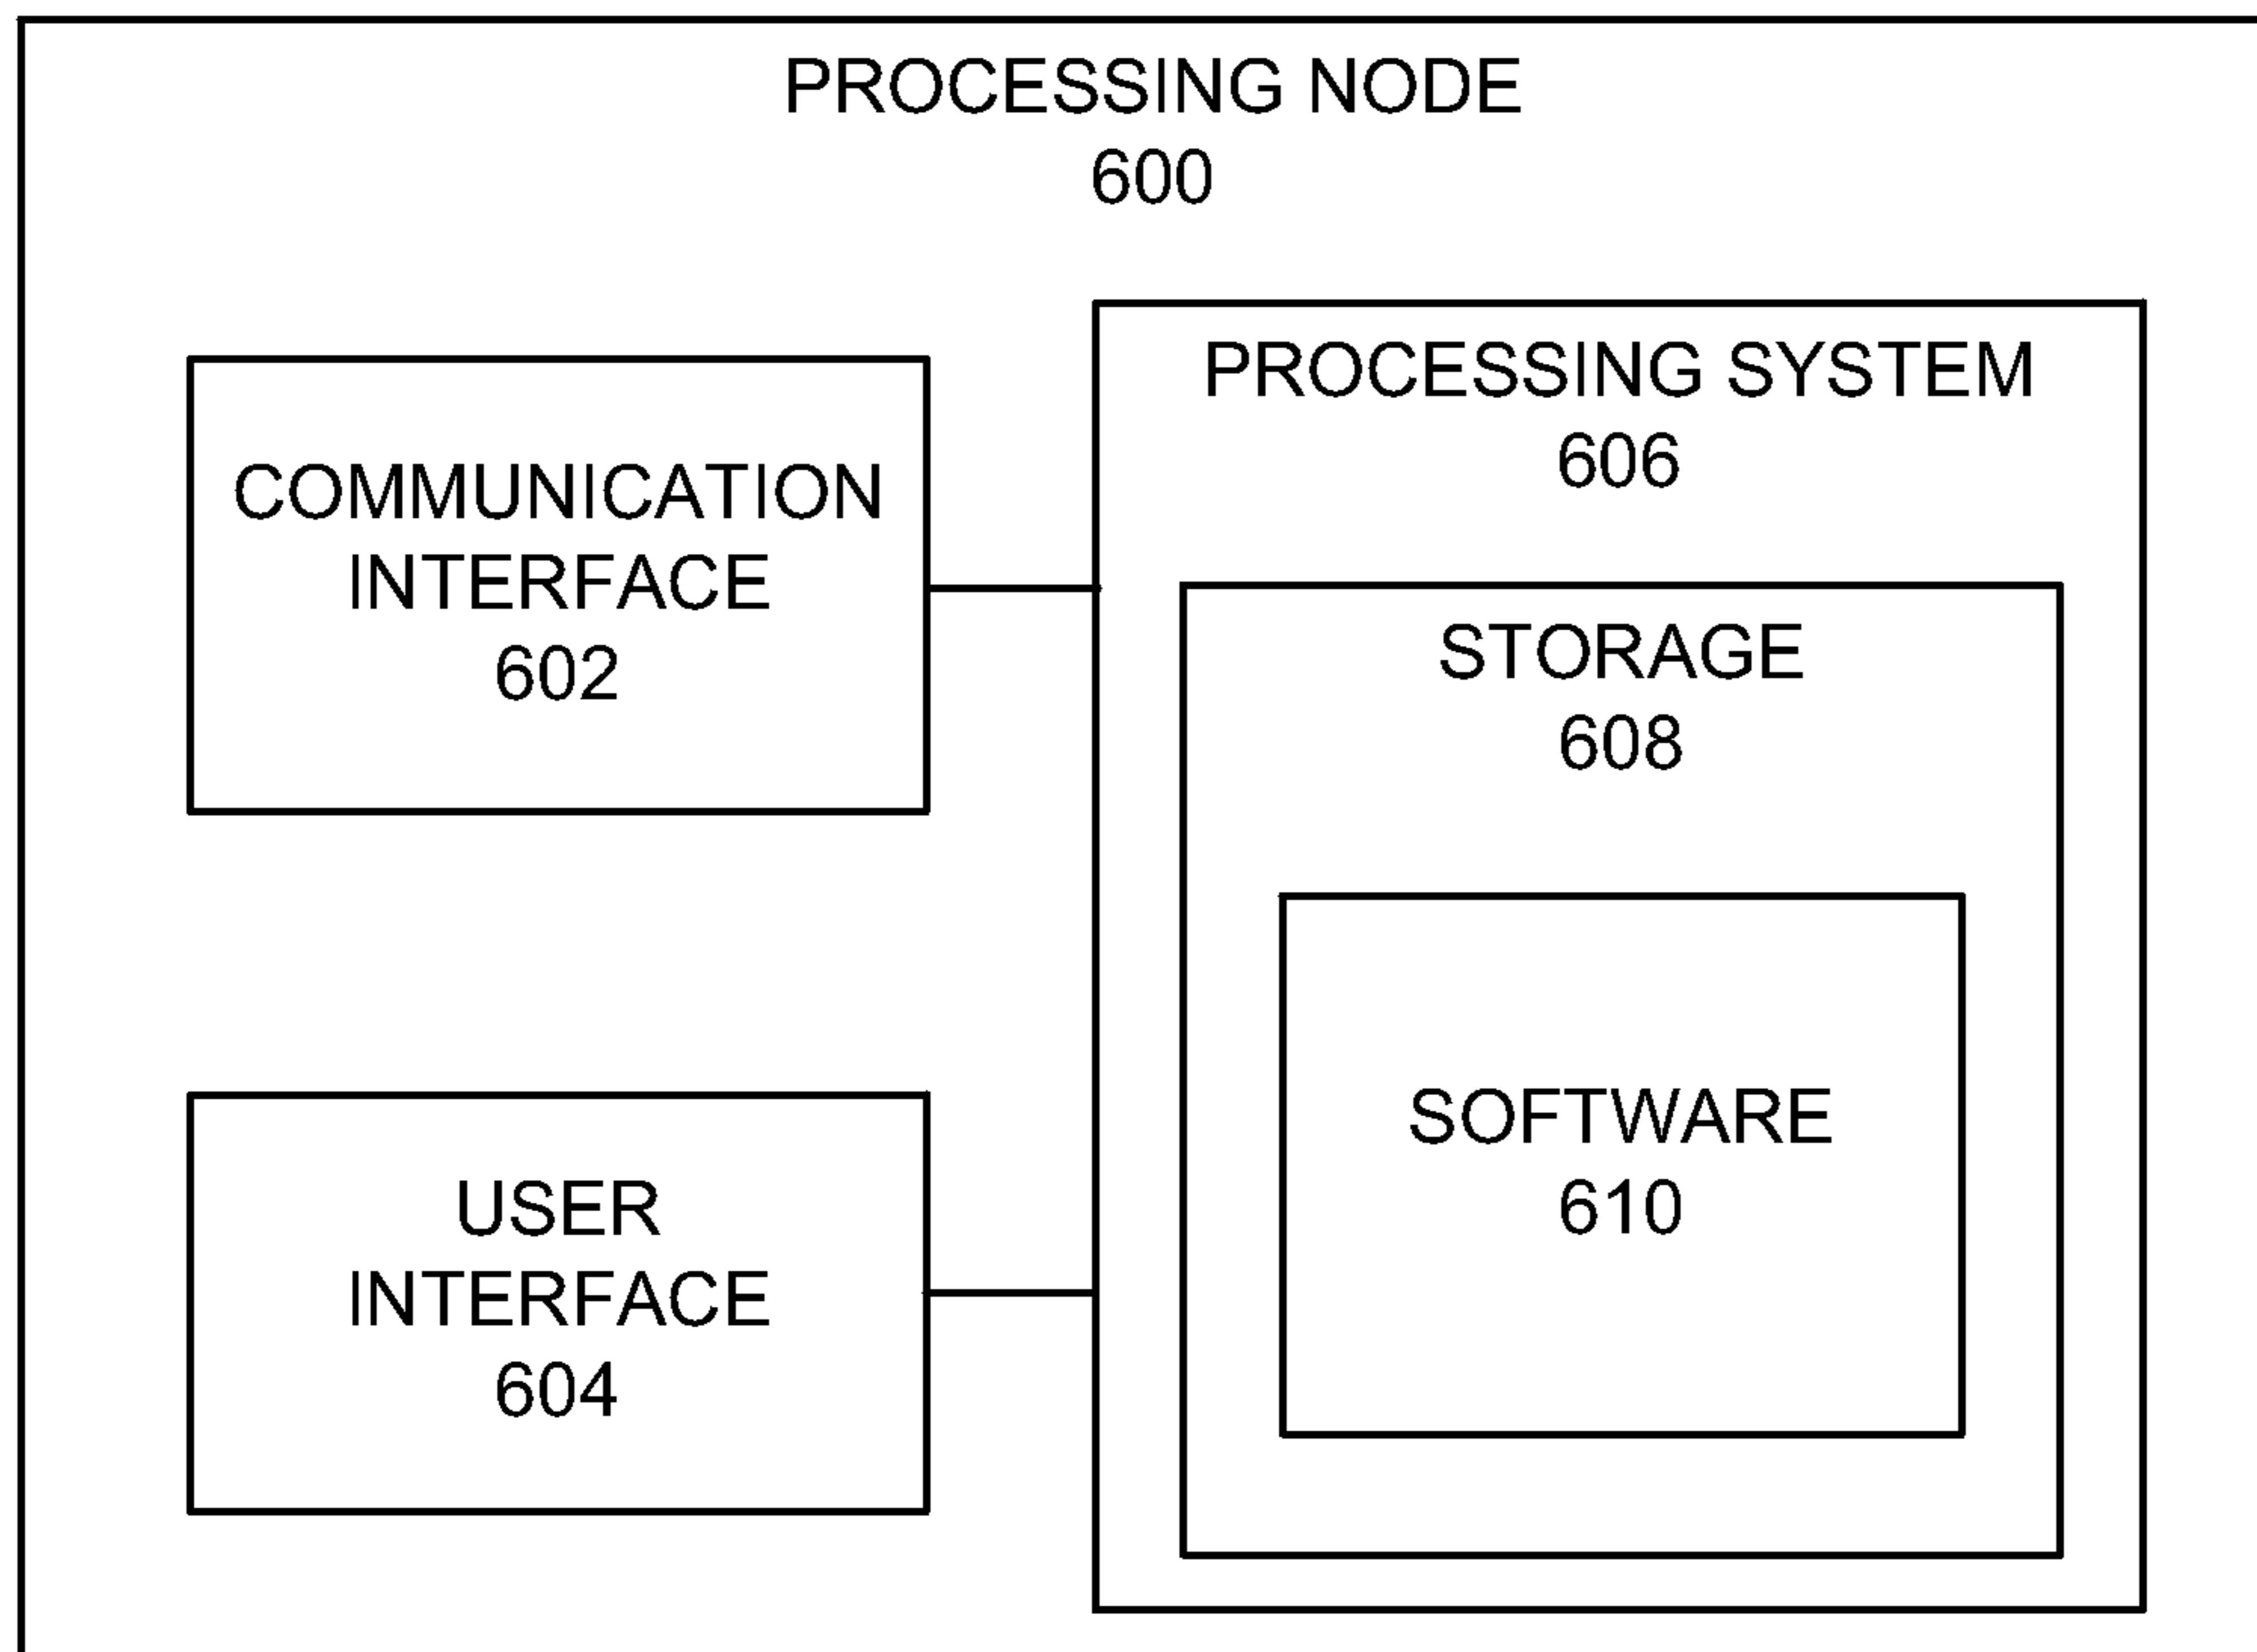 PROCESSING NODE
600
COMMUNICATION
INTERFACE
602
USER
INTERFACE
604
PROCESSING SYSTEM
606
STORAGE
608
SOFTWARE
610